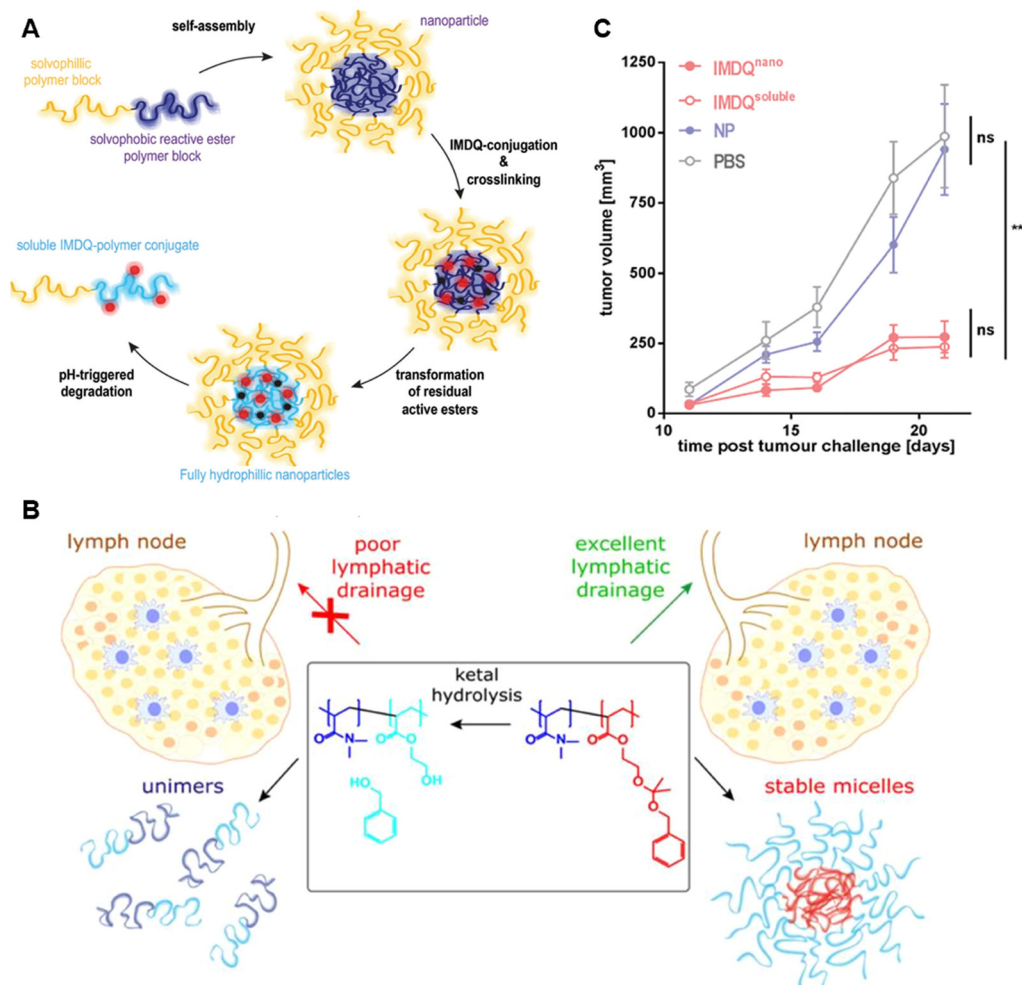 A
self-assembly
nanoparticle
solvophillic
polymer block
solvophobic reactive ester
polymer block
IMDQ-conjugation
&
crosslinking
soluble IMDQ-polymer conjugate
pH-triggered
degradation
transformation
of residual
active esters
Fully hydrophillic nanoparticles
C
1250
1000
750
500
250
0
tumor volume [mm³]
IMDQnano
IMDQsoluble
NP
PBS
ns
**
ns
10
15
20
time post tumour challenge [days]
B
lymph node
poor
lymphatic
drainage
excellent
lymphatic
drainage
lymph node
ketal
hydrolysis
O
N
O
O
OH
HO
O
N
O
O
O
O
unimers
stable micelles